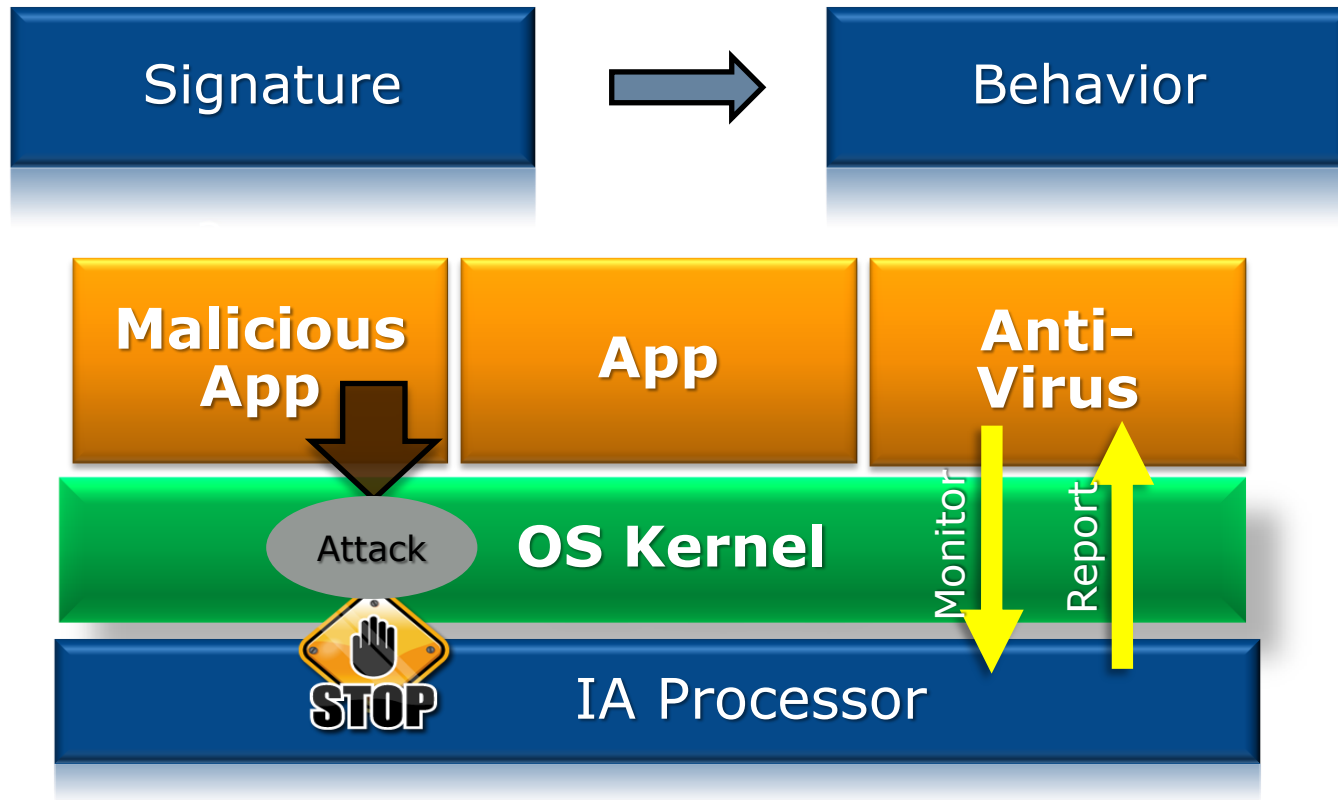 Signature
Behavior
Malicious
App
App
Anti-
Virus
Attack
OS Kernel
Monitor
Report
STOP
IA Processor